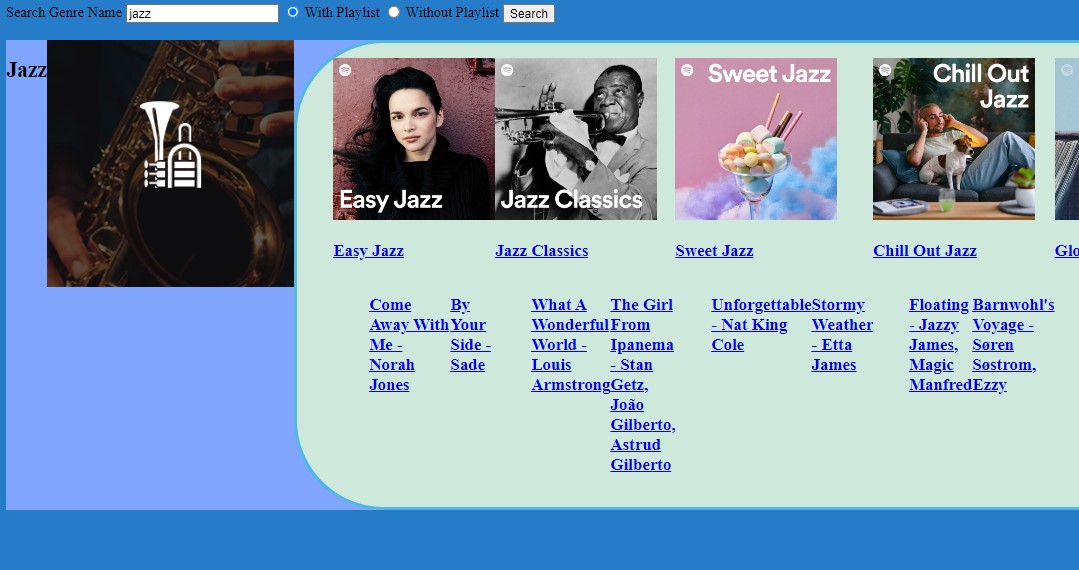 Search Genre Name jazz With Playlist Without Playlist Search
Jazz
Easy Jazz
Jazz Classics
Sweet Jazz
Chill Out
Jazz
Easy Jazz
Jazz Classics
Sweet Jazz
Chill Out Jazz
Glo
Come
Away With
Me -
Norah
Jones
By
Your
Side -
Sade
What A
Wonderful
World -
Louis
Armstrong
The Girl
From
Ipanema
- Stan
Getz,
João
Gilberto,
Astrud
Gilberto
Unforgettable
- Nat King
Cole
Stormy
Weather
- Etta
James
Floating
- Jazzy
James,
Magic
Manfred
Barnwohl's
Voyage -
Søren
Søstrom,
Ezzy